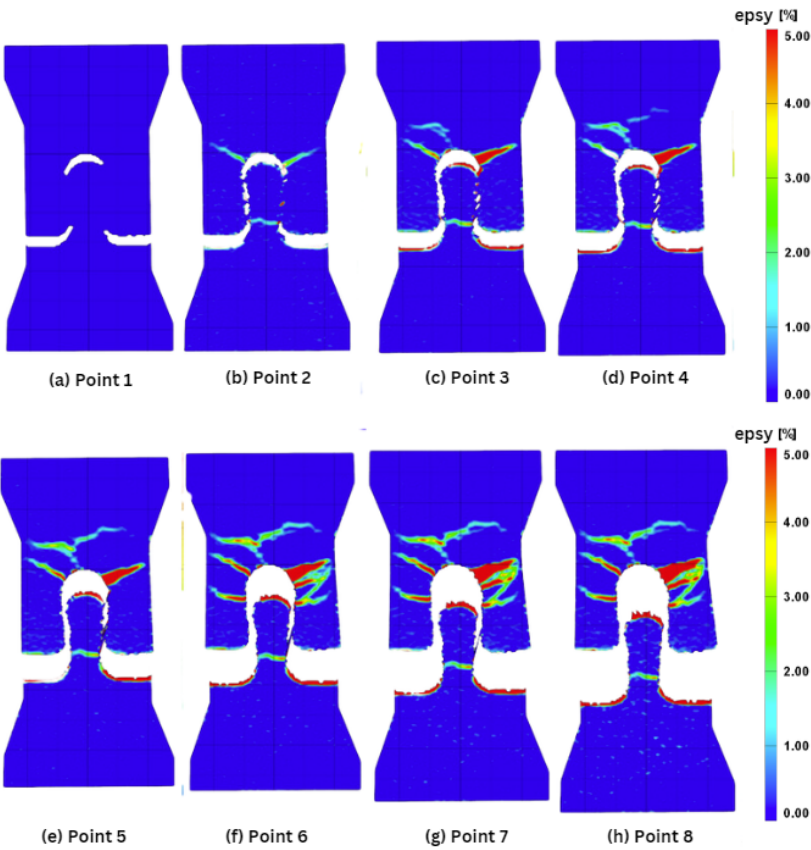 epsy [%]
5.00
4.00
3.00
2.00
1.00
0.00
(a) Point 1
(b) Point 2
(c) Point 3
(d) Point 4
epsy [%]
5.00
4.00
3.00
2.00
1.00
0.00
(e) Point 5
(f) Point 6
(g) Point 7
(h) Point 8